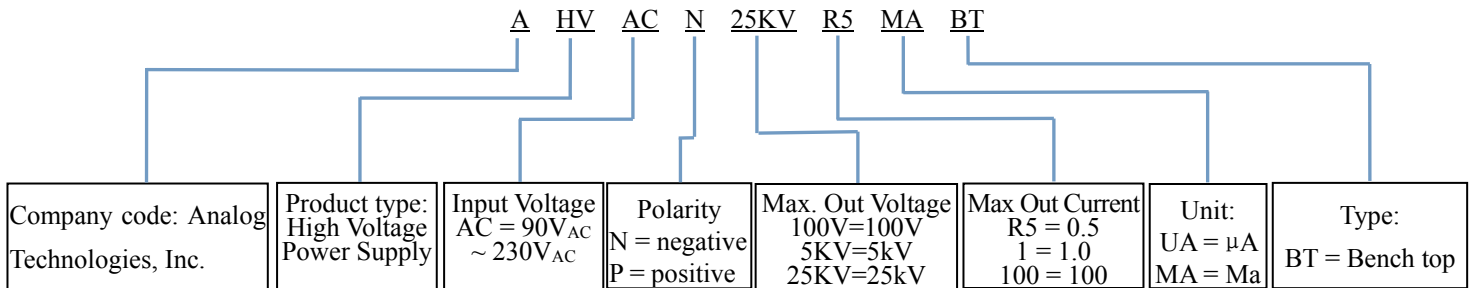 A HV AC N 25KV R5 MA BT
Company code: Analog
Technologies, Inc.
Product type:
High Voltage
Power Supply
Input Voltage
AC = 90VAC
~ 230VAC
Polarity
N = negative
P = positive
Max. Out Voltage
100V=100V
5KV=5kV
25KV=25kV
Max Out Current
R5 = 0.5
1 = 1.0
100 = 100
Unit:
UA = μA
MA = Ma
Type:
BT = Bench top